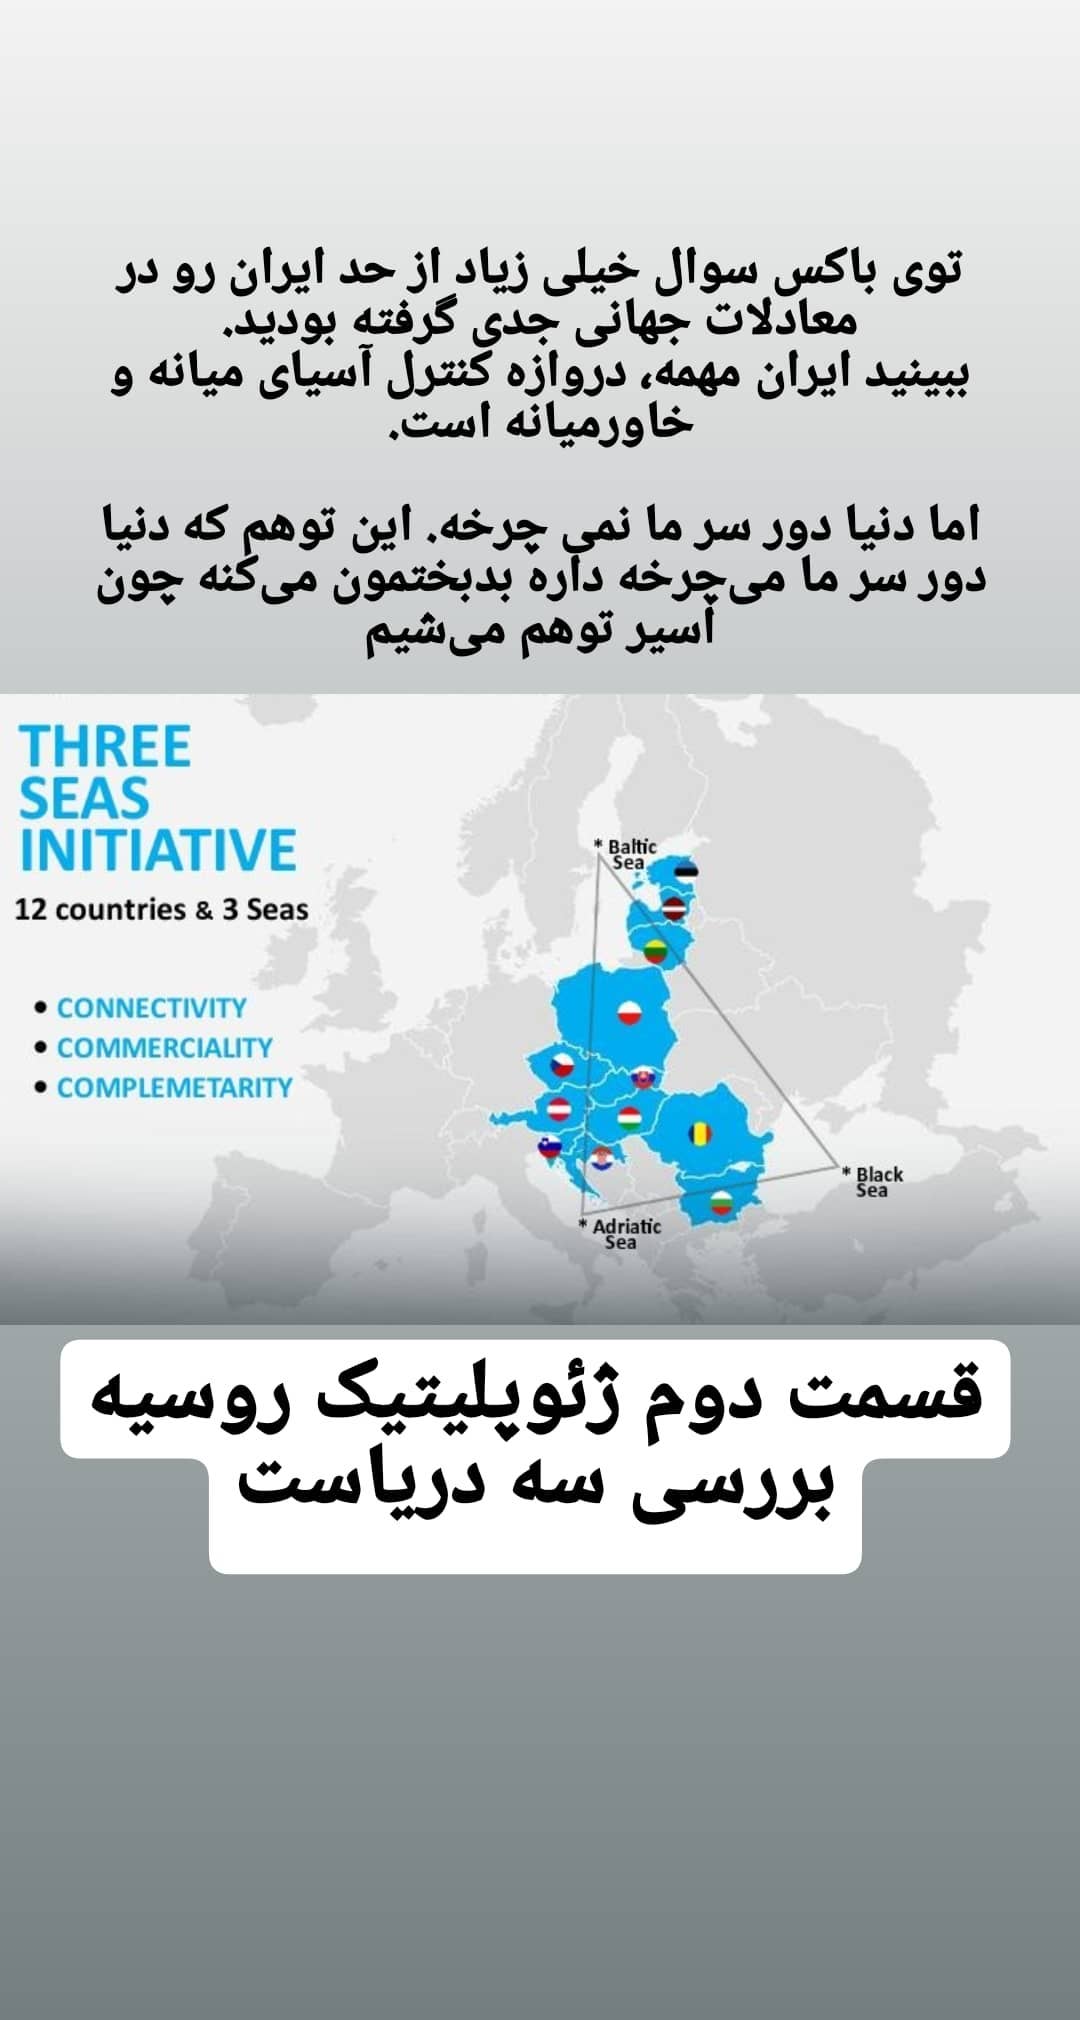 توی باکس سوال خیلی زیاد از حد ایران رو در
معادلات جهانی جدی گرفته بودید.
ببینید ایران مهمه، دروازه کنترل آسیای میانه و
خاورمیانه است.
اما دنیا دور سر ما نمی چرخه. این توهم که دنیا
دور سر ما می‌چرخه داره بدبختمون می‌کنه چون
اسیر توهم می‌شیم
THREE
SEAS
INITIATIVE
12 countries & 3 Seas
• CONNECTIVITY
• COMMERCIALITY
• COMPLEMETARITY
* Baltic
Sea
* Black
Sea
* Adriatic
Sea
قسمت دوم ژئوپلیتیک روسیه
بررسی سه دریاست